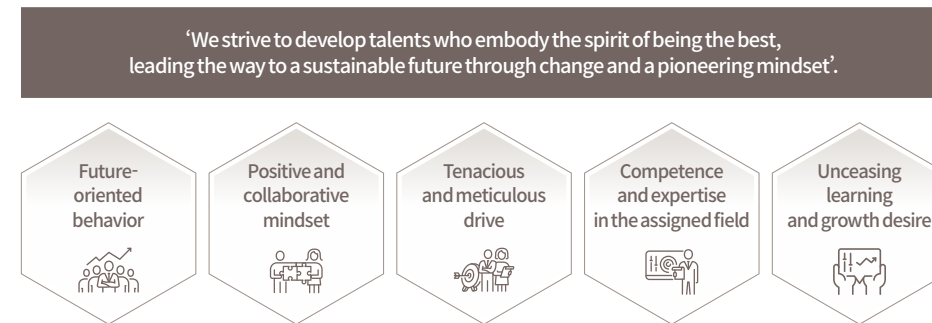 ‘We strive to develop talents who embody the spirit of being the best,
leading the way to a sustainable future through change and a pioneering mindset’.
Future-
oriented
behavior
Positive and
collaborative
mindset
Tenacious
and meticulous
drive
Competence
and expertise
in the assigned field
Unceasing
learning
and growth desire